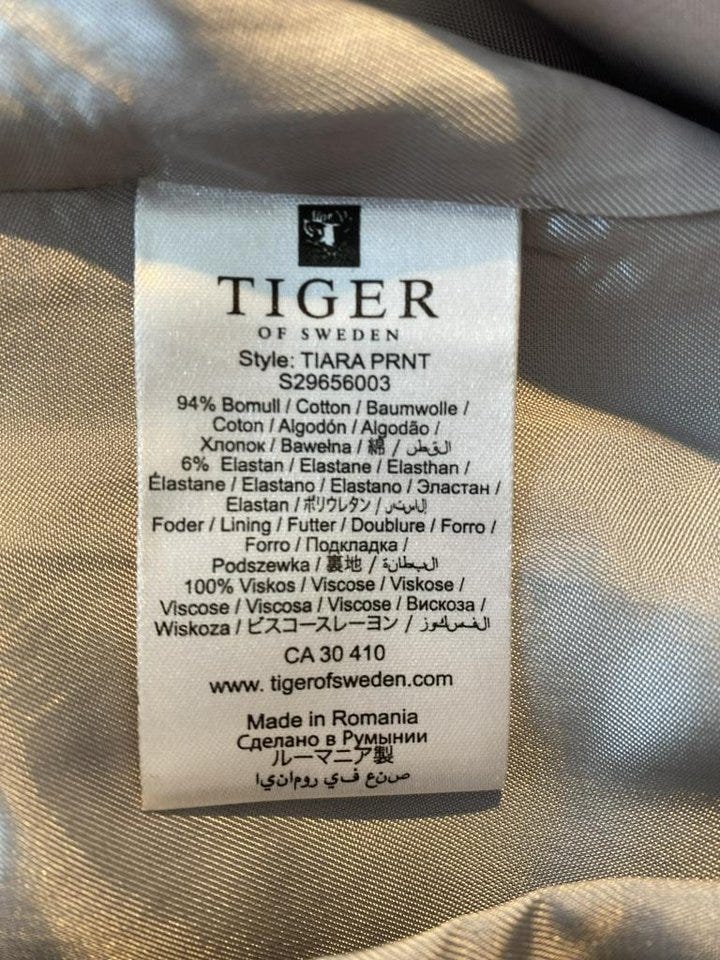 TIGER
OF SWEDEN
Style: TIARA PRNT
S29656003
94% Bomull / Cotton / Baumwolle /
Coton / Algodón / Algodão /
Хлопок / Bawełna / 綿 / القطن
6% Elastan / Elastane / Elasthan /
Élastane / Elastano / Elastano / Эластан /
Elastan / ポリウレタン /
Foder / Lining / Futter / Doublure / Forro /
Forro / Подкладка /
Podszewka / 裏地 / البطانة
100% Viskos / Viscose / Viskose /
Viscose / Viscosa / Viscose / Вискоза /
Wiskoza / ビスコースレーヨン / الفسكوز
CA 30 410
www. tigerofsweden.com
Made in Romania
Сделано в Румынии
ルーマニア製
صنع في رومانيا